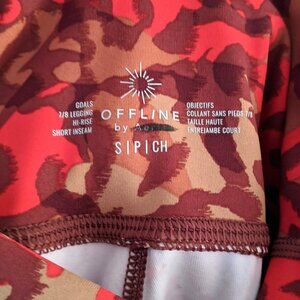 OFFLINE
by Aerie
GOALS
7/8 LEGGING
HI-RISE
SHORT INSEAM
OBJECTIFS
COLLANT SANS PIEDS 7/8
TAILLE HAUTE
ENTREJAMBE COURT
S|P|CH